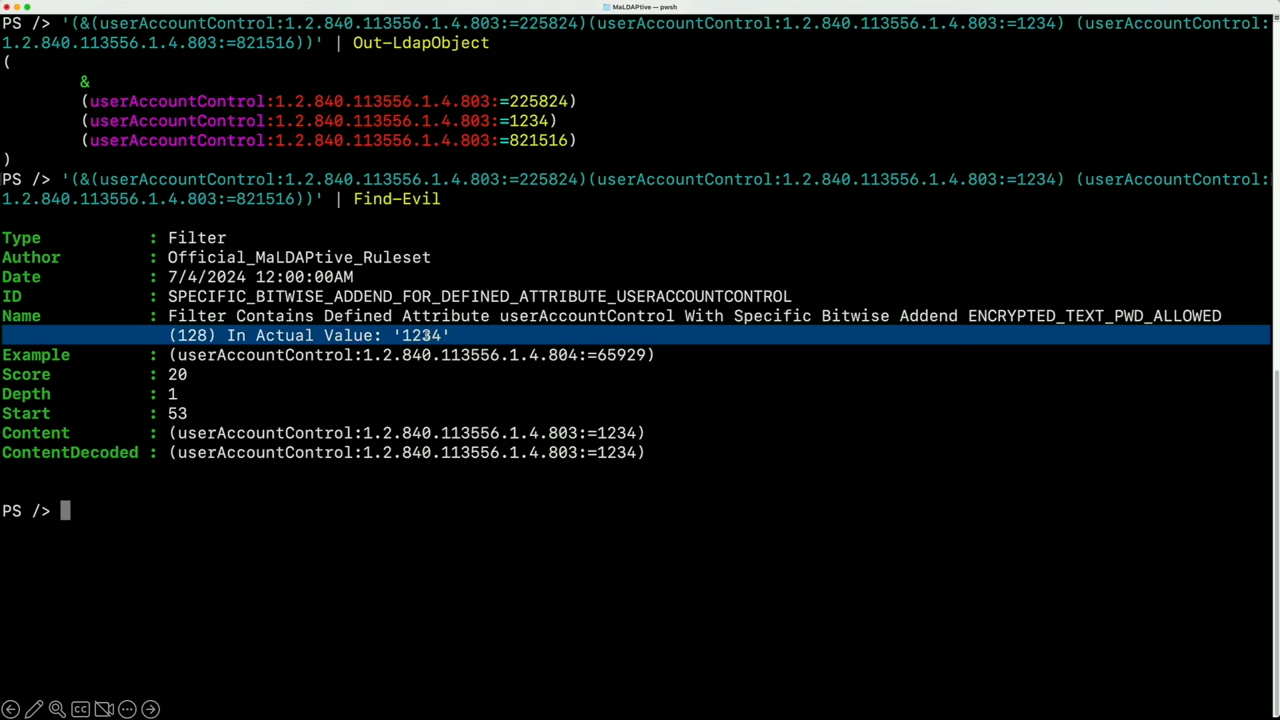 MaLDAPtive — pwsh
PS /> '(&(userAccountControl:1.2.840.113556.1.4.803:=225824)(userAccountControl:1.2.840.113556.1.4.803:=1234) (userAccountControl:
1.2.840.113556.1.4.803:=821516))' | Out-LdapObject
(
&
(userAccountControl:1.2.840.113556.1.4.803:=225824)
(userAccountControl:1.2.840.113556.1.4.803:=1234)
(userAccountControl:1.2.840.113556.1.4.803:=821516)
)
PS /> '(&(userAccountControl:1.2.840.113556.1.4.803:=225824)(userAccountControl:1.2.840.113556.1.4.803:=1234) (userAccountControl:
1.2.840.113556.1.4.803:=821516))' | Find-Evil
Type : Filter
Author : Official_MaLDAPtive_Ruleset
Date : 7/4/2024 12:00:00AM
ID : SPECIFIC_BITWISE_ADDEND_FOR_DEFINED_ATTRIBUTE_USERACCOUNTCONTROL
Name : Filter Contains Defined Attribute userAccountControl With Specific Bitwise Addend ENCRYPTED_TEXT_PWD_ALLOWED
(128) In Actual Value: '1234'
Example : (userAccountControl:1.2.840.113556.1.4.804:=65929)
Score : 20
Depth : 1
Start : 53
Content : (userAccountControl:1.2.840.113556.1.4.803:=1234)
ContentDecoded : (userAccountControl:1.2.840.113556.1.4.803:=1234)
PS />
CC